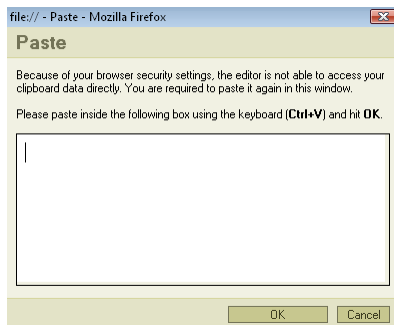 file:// - Paste - Mozilla Firefox
Paste
Because of your browser security settings, the editor is not able to access your
clipboard data directly. You are required to paste it again in this window.
Please paste inside the following box using the keyboard (Ctrl+V) and hit OK.
OK Cancel